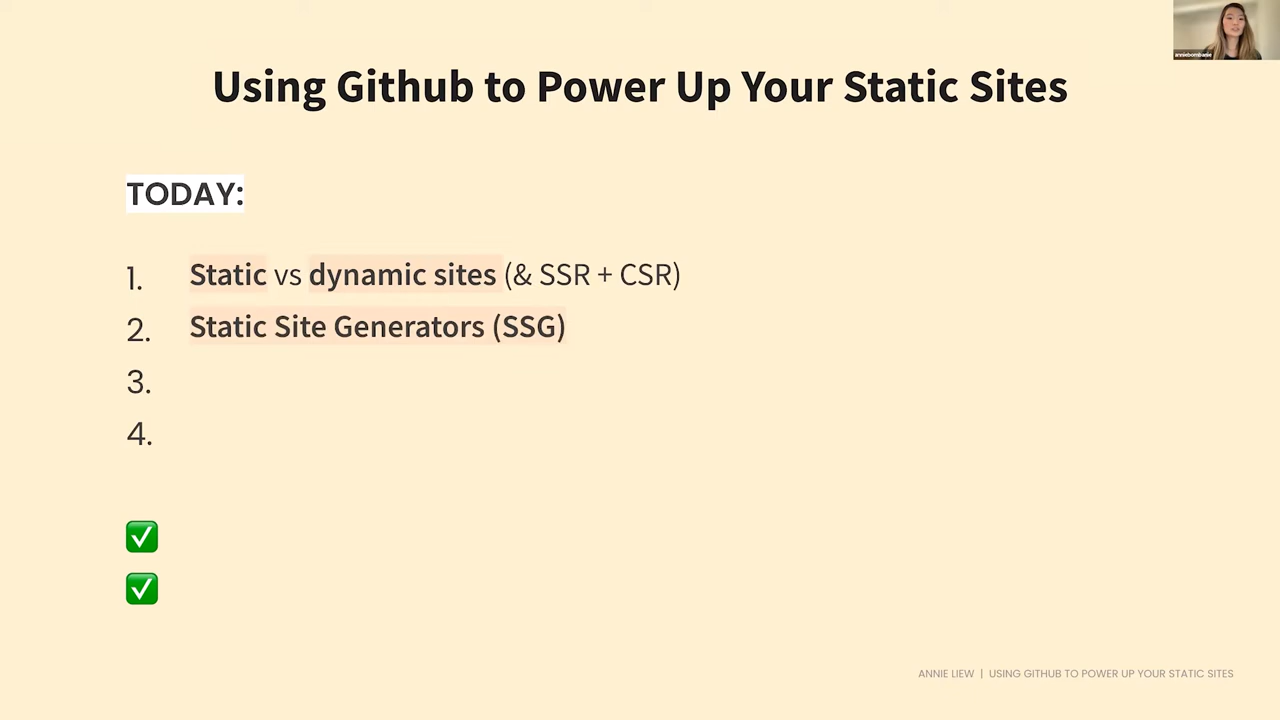 Using Github to Power Up Your Static Sites
TODAY:
1. Static vs dynamic sites (& SSR + CSR)
2. Static Site Generators (SSG)
3.
4.
ANNIE LIEW | USING GITHUB TO POWER UP YOUR STATIC SITES